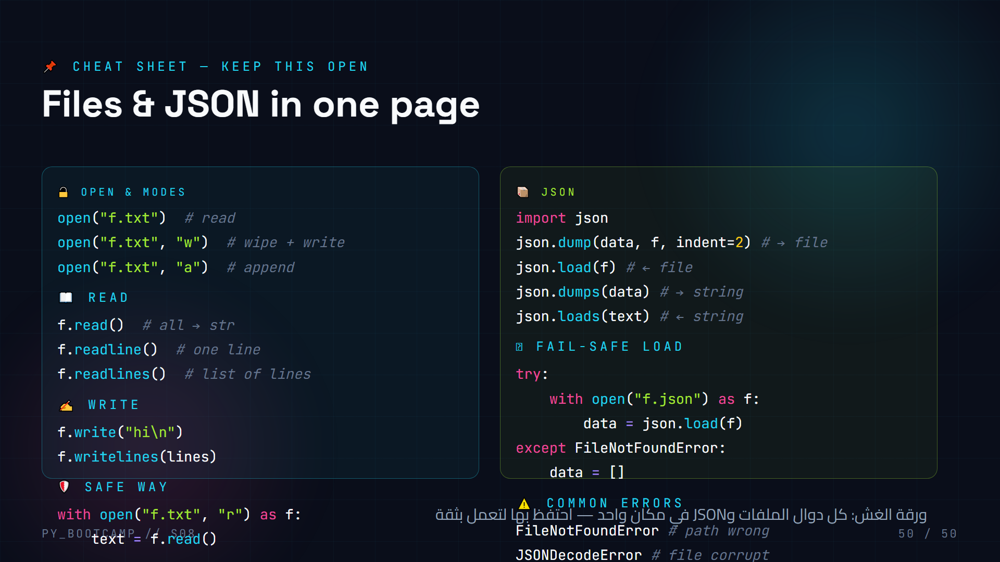 📌 CHEAT SHEET — KEEP THIS OPEN
Files & JSON in one page
🔓 OPEN & MODES
open("f.txt")  # read
open("f.txt", "w")  # wipe + write
open("f.txt", "a")  # append
📖 READ
f.read()  # all → str
f.readline()  # one line
f.readlines()  # list of lines
✍️ WRITE
f.write("hi\n")
f.writelines(lines)
🛡️ SAFE WAY
with open("f.txt", "r") as f:
    text = f.read()
📦 JSON
import json
json.dump(data, f, indent=2) # → file
json.load(f) # ← file
json.dumps(data) # → string
json.loads(text) # ← string
FAIL-SAFE LOAD
try:
    with open("f.json") as f:
        data = json.load(f)
except FileNotFoundError:
    data = []
⚠️ COMMON ERRORS
FileNotFoundError # path wrong
JSONDecodeError # file corrupt
ورقة الغش: كل دوال الملفات وJSON في مكان واحد — احتفظ بها لتعمل بثقة
PY_BOOTCAMP // S08
50 / 50